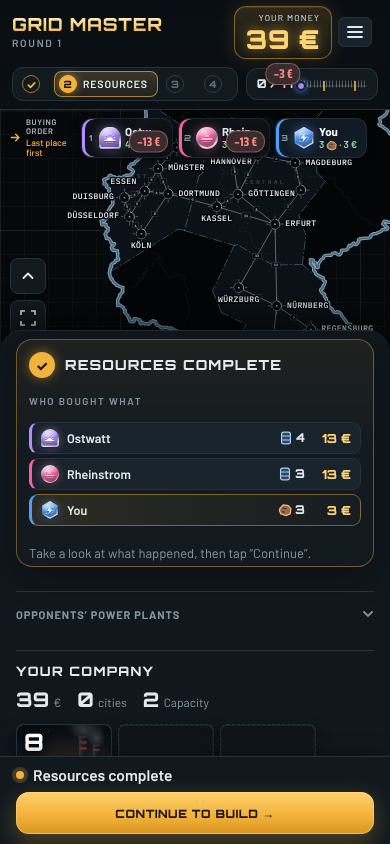 GRID MASTER
ROUND 1
YOUR MONEY
39 €
2 RESOURCES 3 4
-3 €
BUYING ORDER
Last place first
1
-13 €
2
-13 €
3 You
3 · 3 €
HANNOVER
MAGDEBURG
MÜNSTER
ESSEN
DUISBURG
DORTMUND
GÖTTINGEN
DÜSSELDORF
KASSEL
ERFURT
KÖLN
WÜRZBURG
NÜRNBERG
REGENSBURG
RESOURCES COMPLETE
WHO BOUGHT WHAT
Ostwatt 4 13 €
Rheinstrom 3 13 €
You 3 3 €
Take a look at what happened, then tap “Continue”.
OPPONENTS’ POWER PLANTS
YOUR COMPANY
39 € 0 cities 2 Capacity
8
Resources complete
CONTINUE TO BUILD →